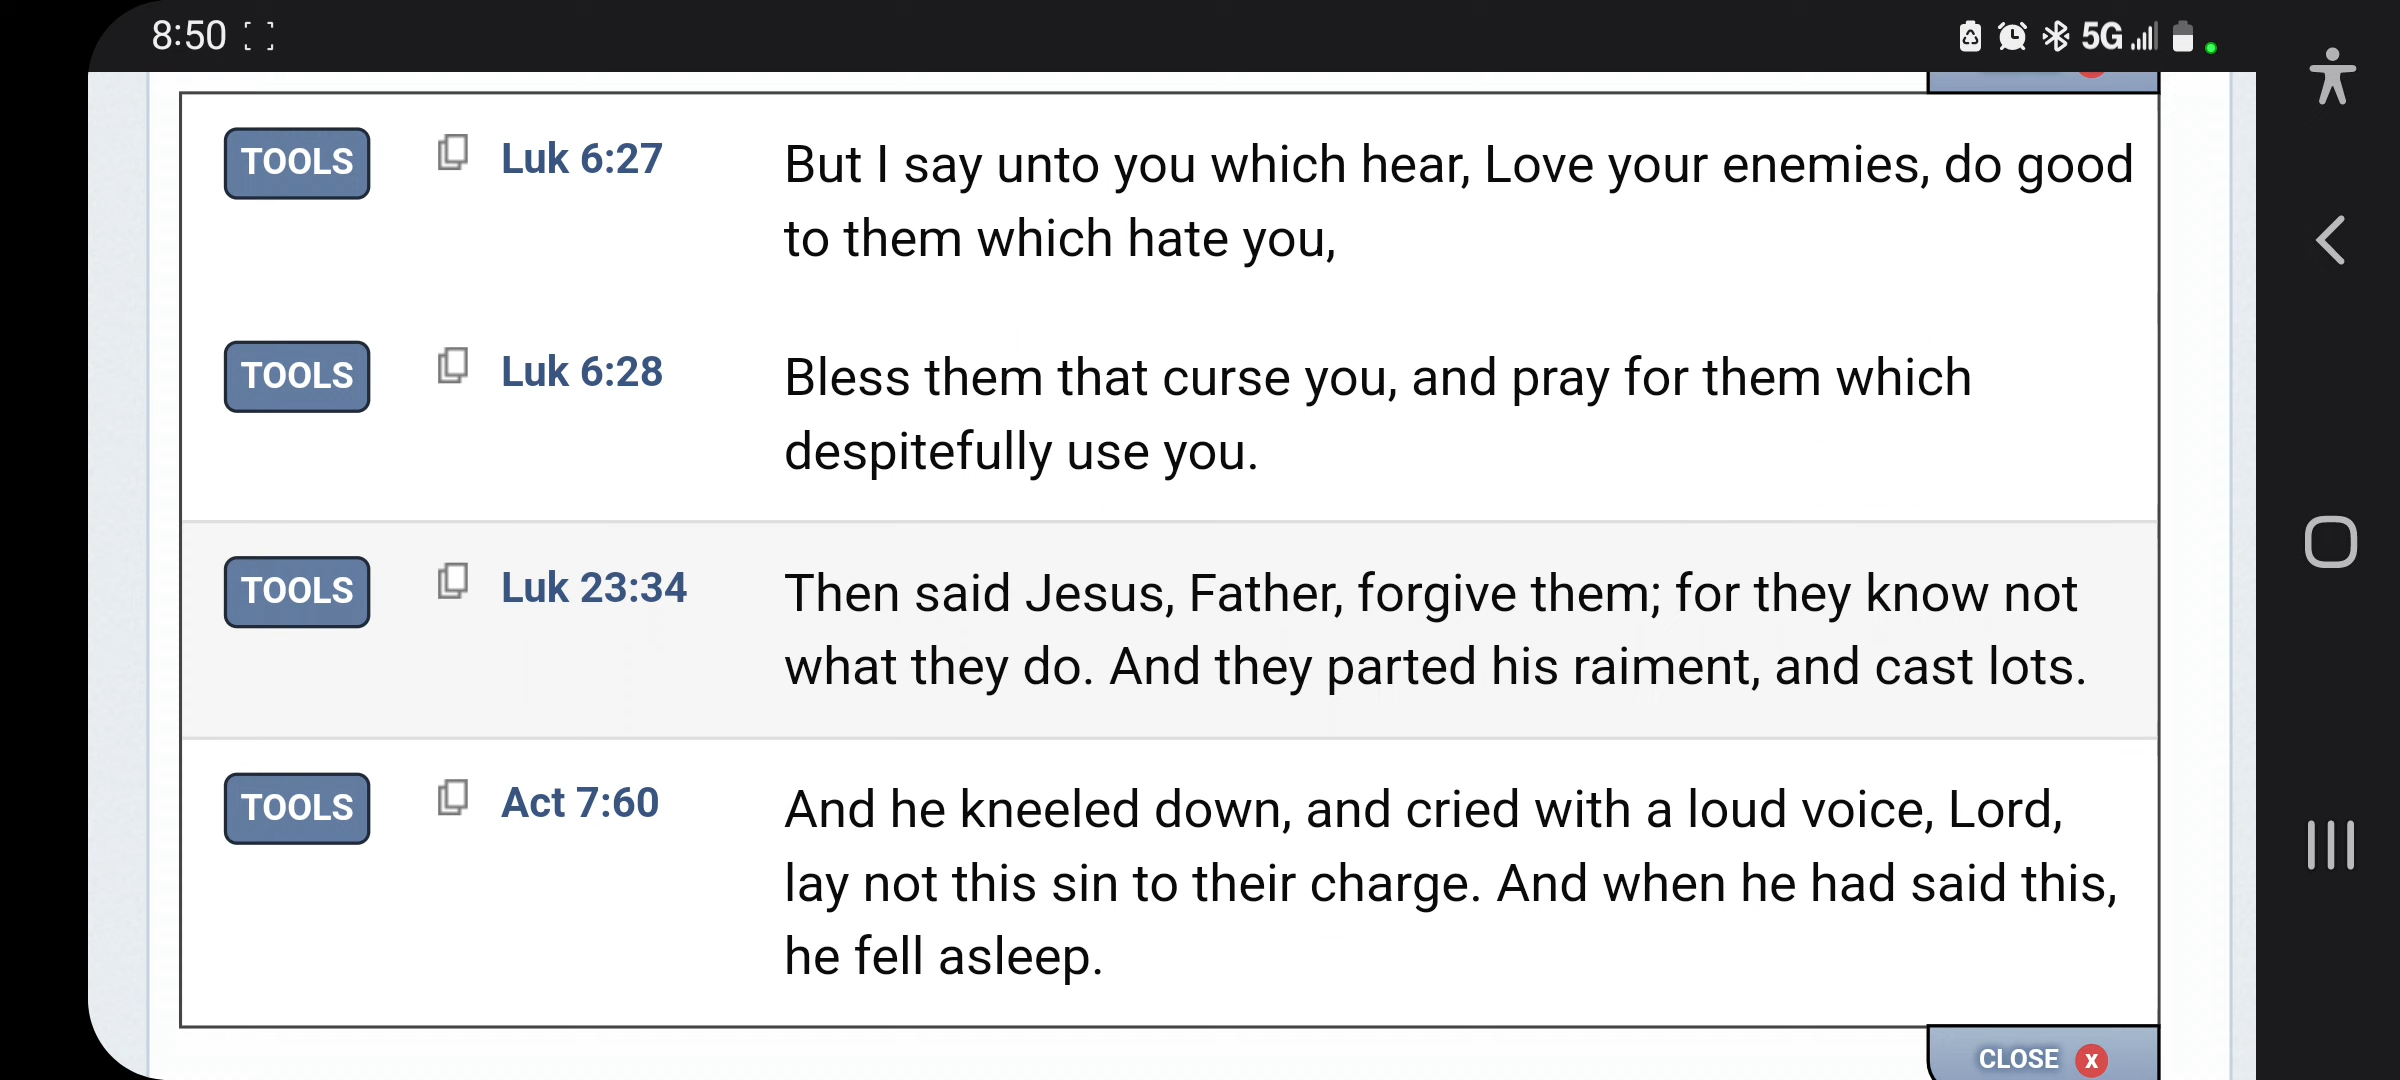 8:50
5G
TOOLS Luk 6:27 But I say unto you which hear, Love your enemies, do good
to them which hate you,
TOOLS Luk 6:28 Bless them that curse you, and pray for them which
despitefully use you.
TOOLS Luk 23:34 Then said Jesus, Father, forgive them; for they know not
what they do. And they parted his raiment, and cast lots.
TOOLS Act 7:60 And he kneeled down, and cried with a loud voice, Lord,
lay not this sin to their charge. And when he had said this,
he fell asleep.
CLOSE X